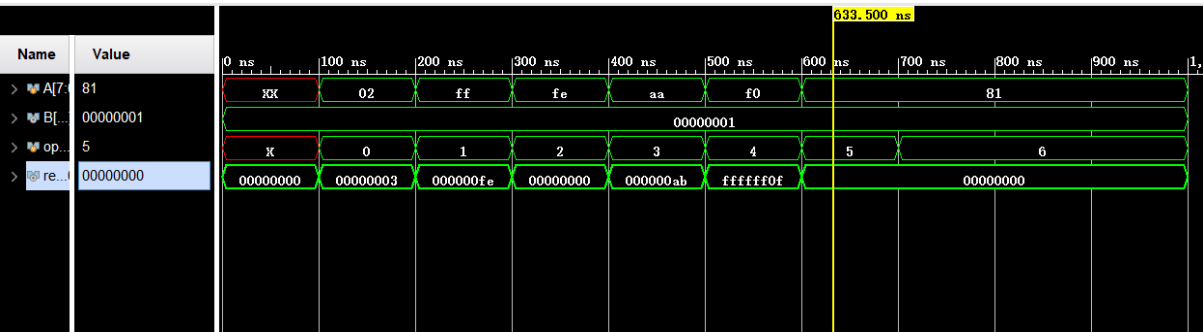 633.500 ns
Name Value
0 ns 100 ns 200 ns 300 ns 400 ns 500 ns 600 ns 700 ns 800 ns 900 ns 1,
> A[7:( 81 XX 02 ff fe aa f0 81
> B[... 00000001 00000001
> op... 5 X 0 1 2 3 4 5 6
> re...( 00000000 00000000 00000003 000000fe 00000000 000000ab ffffff0f 00000000